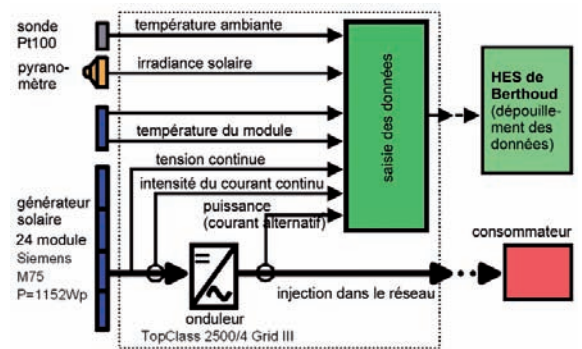 sonde
Pt100
température ambiante
pyrano-
mètre
irradiance solaire
température du module
tension continue
intensité du courant continu
puissance
(courant alternatif)
saisie des données
HES de
Berthoud
(dépouille-
ment des
données)
générateur
solaire
24 module
Siemens
M75
P=1152Wp
onduleur
injection dans le réseau
consommateur
TopClass 2500/4 Grid III